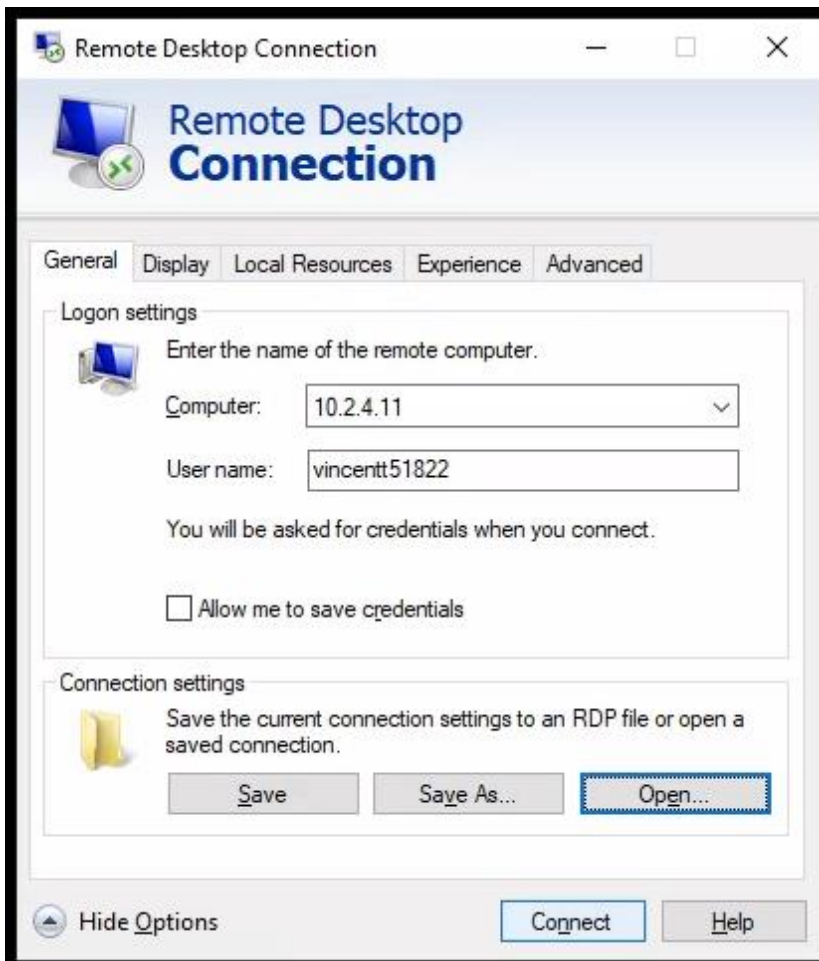 Remote Desktop Connection
Remote Desktop
Connection
General Display Local Resources Experience Advanced
Logon settings
Enter the name of the remote computer.
Computer: 10.2.4.11
User name: vincentt51822
You will be asked for credentials when you connect.
Allow me to save credentials
Connection settings
Save the current connection settings to an RDP file or open a
saved connection.
Save Save As... Open...
Hide Options Connect Help